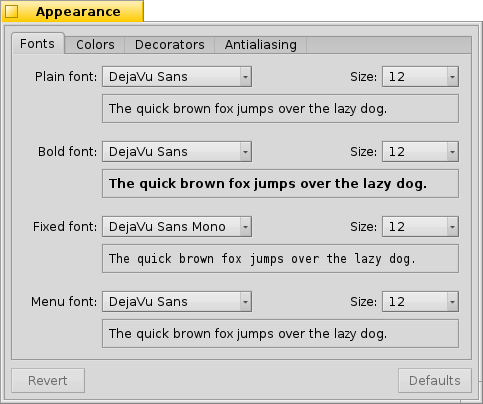 Appearance
Fonts Colors Decorators Antialiasing
Plain font: DejaVu Sans Size: 12
The quick brown fox jumps over the lazy dog.
Bold font: DejaVu Sans Size: 12
The quick brown fox jumps over the lazy dog.
Fixed font: DejaVu Sans Mono Size: 12
The quick brown fox jumps over the lazy dog.
Menu font: DejaVu Sans Size: 12
The quick brown fox jumps over the lazy dog.
Revert Defaults